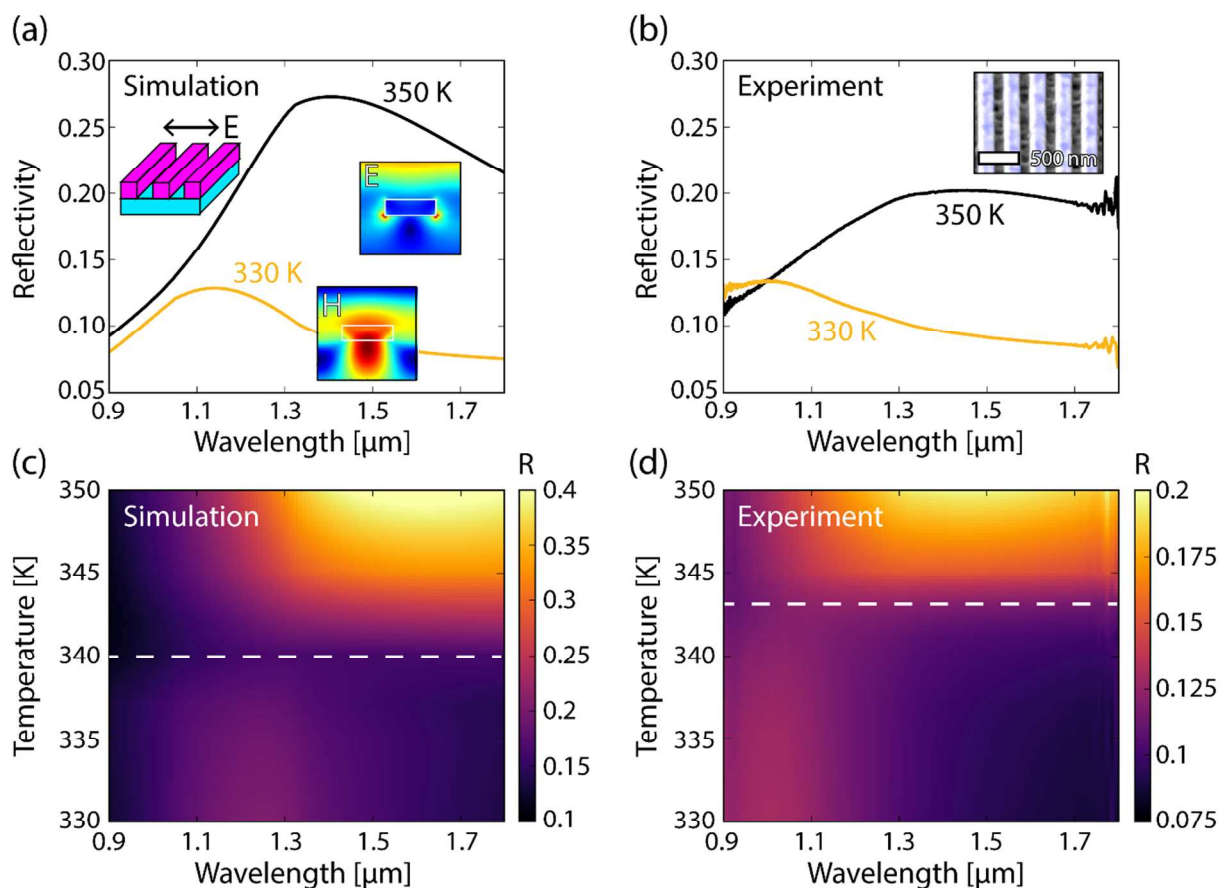 (a)
Simulation
E
350 K
E
330 K
H
0.30
0.25
0.20
0.15
0.10
0.05
Reflectivity
0.9
1.1
1.3
1.5
1.7
Wavelength [μm]
(b)
Experiment
500 nm
350 K
330 K
0.30
0.25
0.20
0.15
0.10
0.05
Reflectivity
0.9
1.1
1.3
1.5
1.7
Wavelength [μm]
(c)
Simulation
350
345
340
335
330
Temperature [K]
0.9
1.1
1.3
1.5
1.7
Wavelength [μm]
R
0.4
0.35
0.3
0.25
0.2
0.15
0.1
(d)
Experiment
350
345
340
335
330
Temperature [K]
0.9
1.1
1.3
1.5
1.7
Wavelength [μm]
R
0.2
0.175
0.15
0.125
0.1
0.075